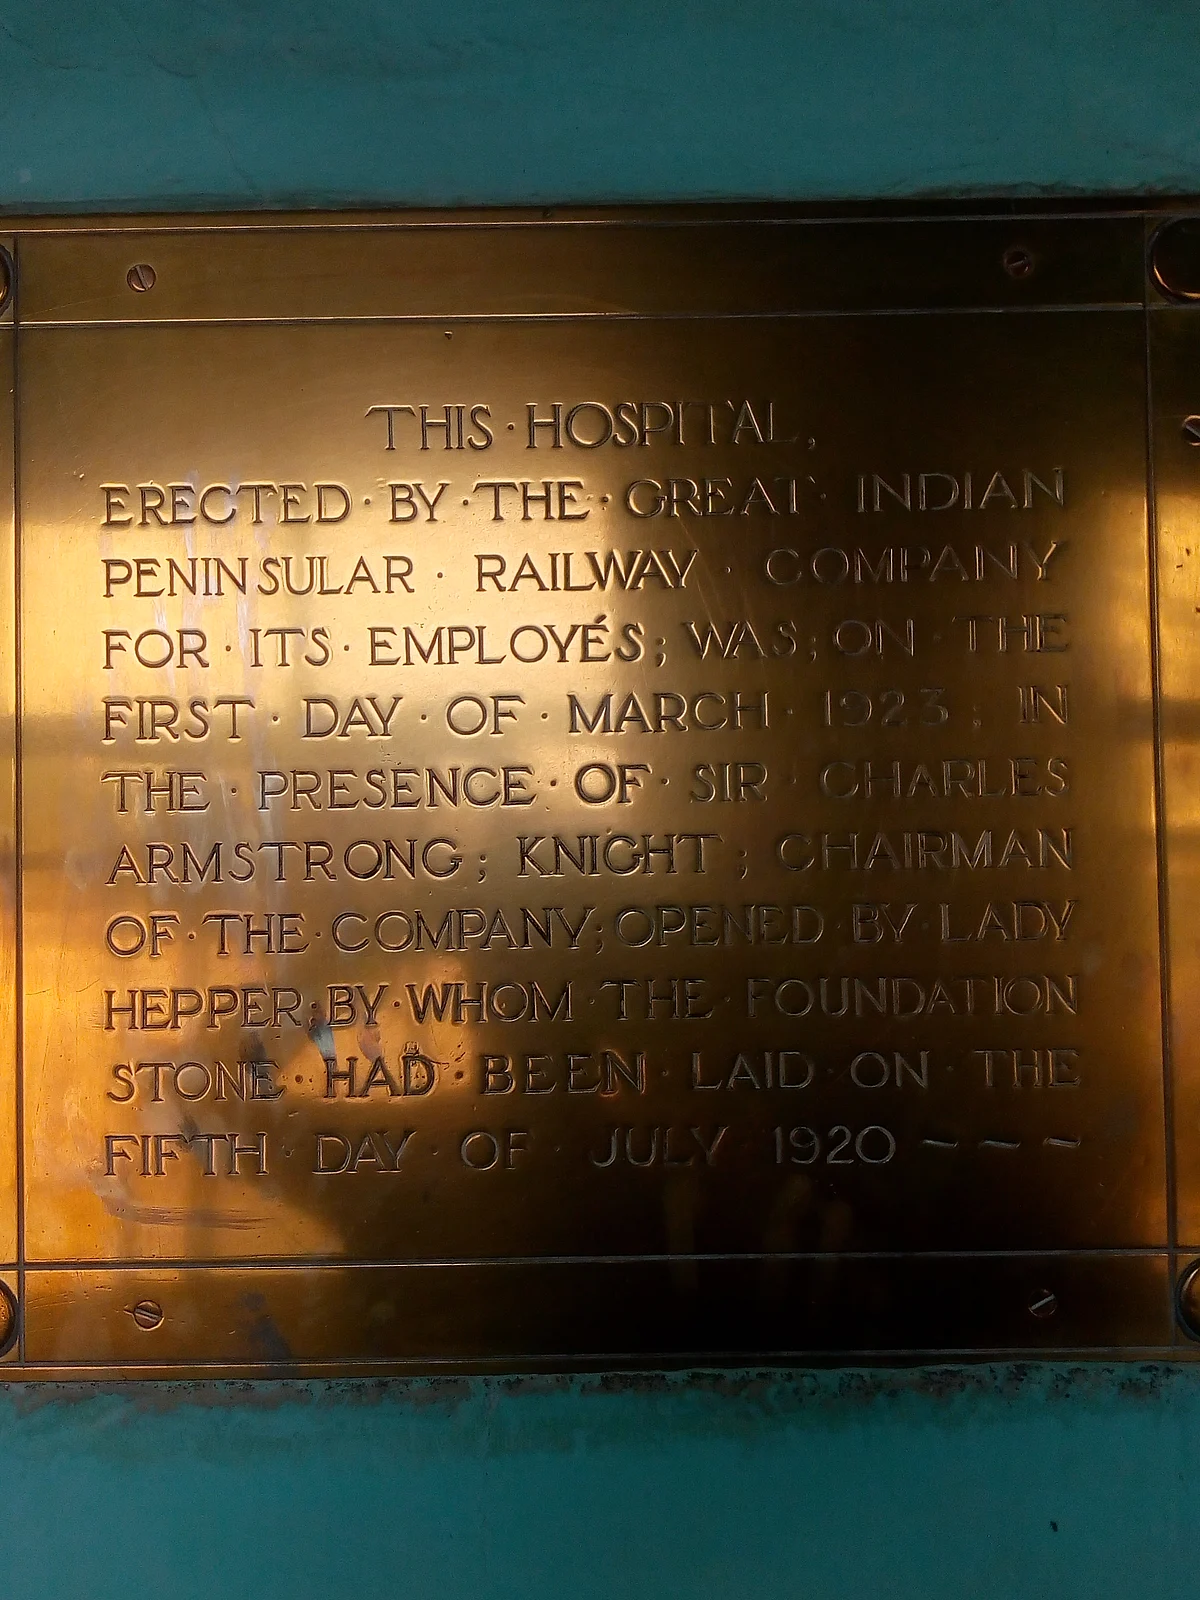 THIS · HOSPITAL,
ERECTED · BY · THE · GREAT · INDIAN
PENINSULAR · RAILWAY · COMPANY
FOR · ITS · EMPLOYÉS; WAS; ON · THE
FIRST · DAY · OF · MARCH · 1923; IN
THE · PRESENCE · OF · SIR · CHARLES
ARMSTRONG; KNIGHT; CHAIRMAN
OF · THE · COMPANY; OPENED · BY · LADY
HEPPER; BY · WHOM · THE · FOUNDATION
STONE · HAD · BEEN · LAID · ON · THE
FIFTH · DAY · OF · JULY 1920 – – –